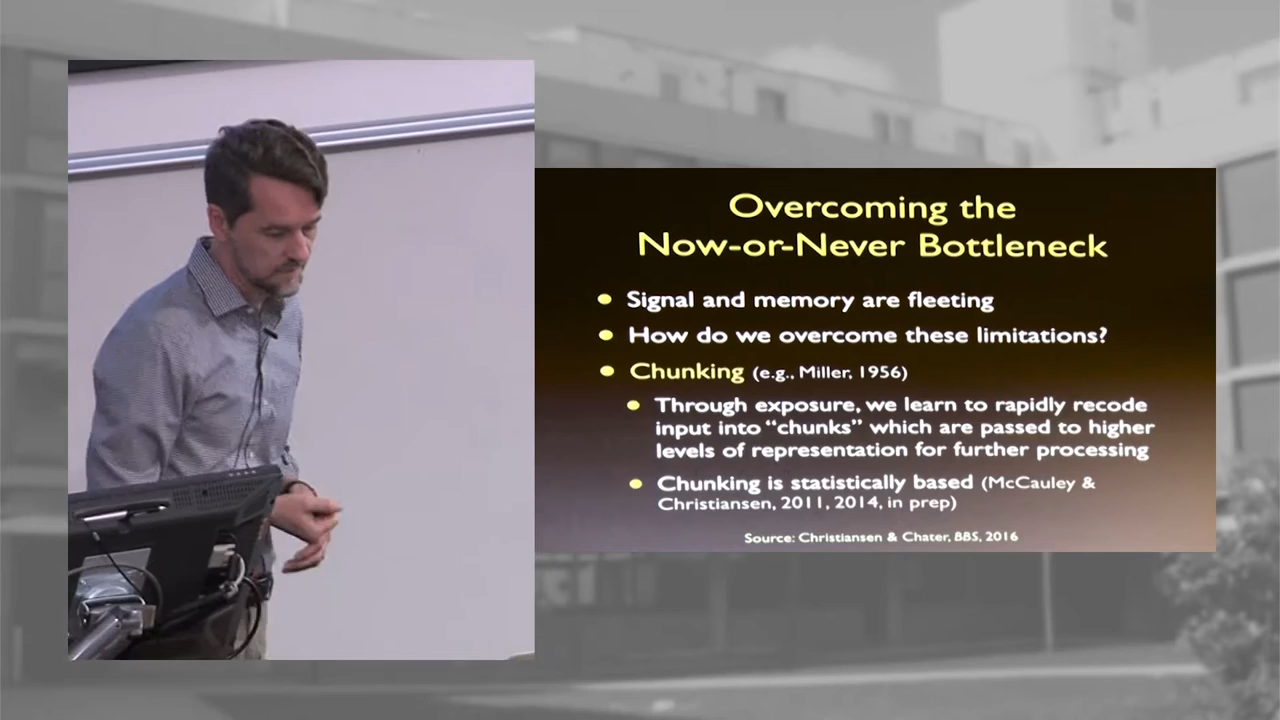 Overcoming the
Now-or-Never Bottleneck
Signal and memory are fleeting
How do we overcome these limitations?
Chunking (e.g., Miller, 1956)
Through exposure, we learn to rapidly recode
input into “chunks” which are passed to higher
levels of representation for further processing
Chunking is statistically based (McCauley &
Christiansen, 2011, 2014, in prep)
Source: Christiansen & Chater, BBS, 2016